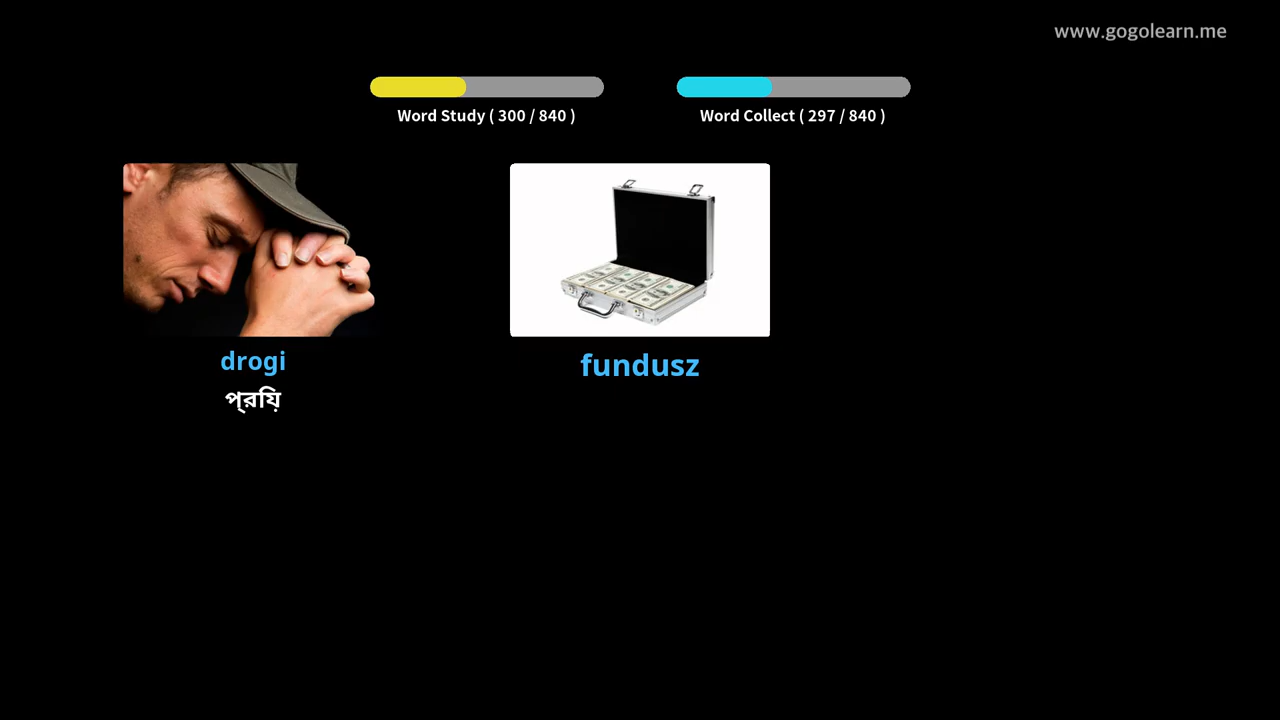 www.gogolearn.me
Word Study ( 300 / 840 )
Word Collect ( 297 / 840 )
drogi
প্রিয়
fundusz